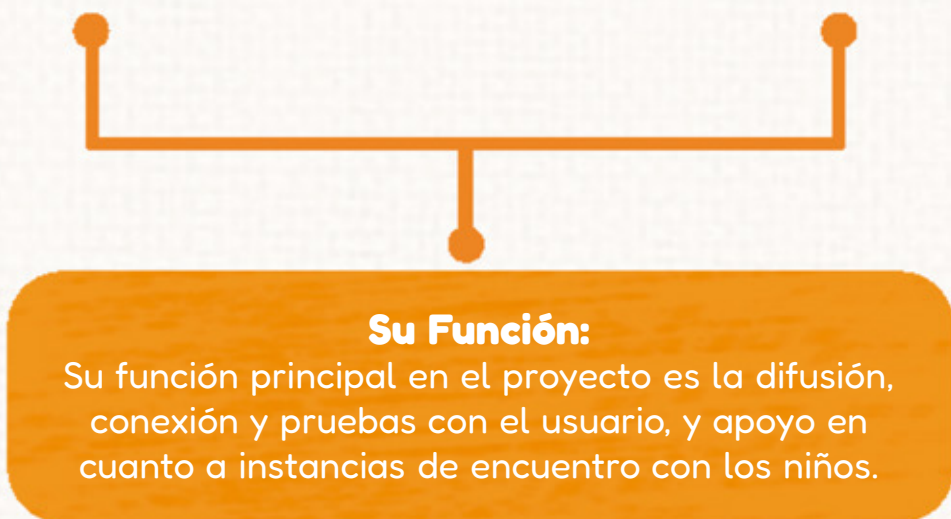 Su Función:
Su función principal en el proyecto es la difusión,
conexión y pruebas con el usuario, y apoyo en
cuanto a instancias de encuentro con los niños.